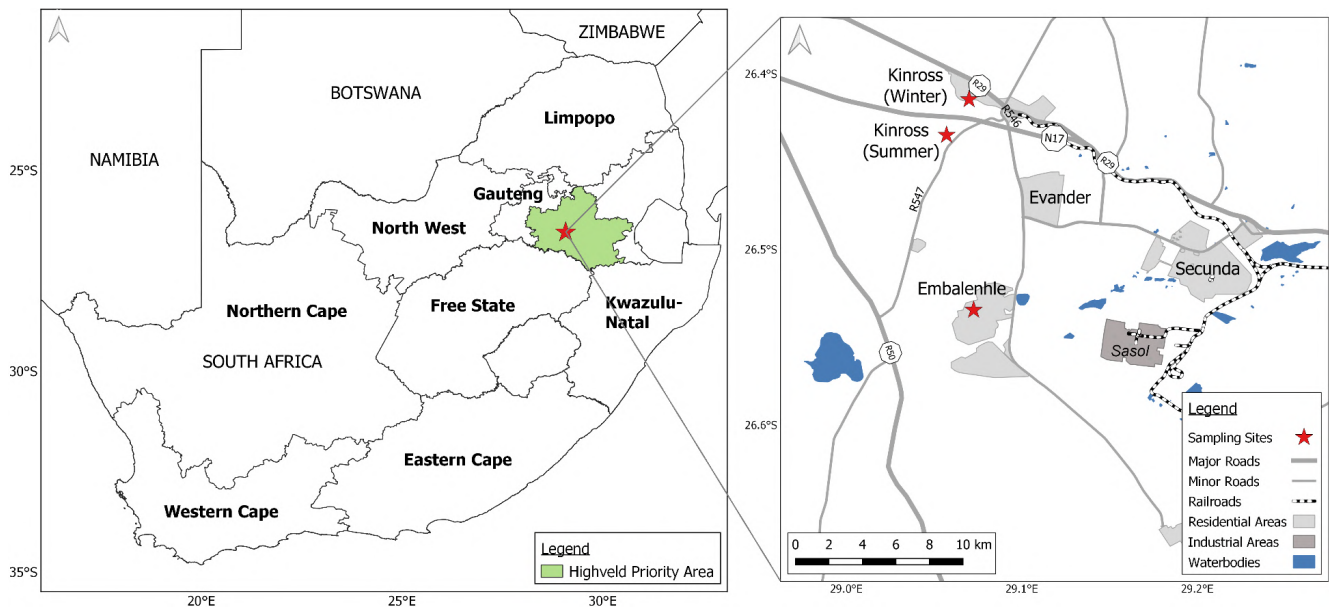 ZIMBABWE
BOTSWANA
NAMIBIA
Limpopo
Gauteng
North West
Northern Cape
Free State
Kwazulu-
Natal
SOUTH AFRICA
Eastern Cape
Western Cape
25°S
30°S
35°S
20°E
25°E
30°E
Legend
Highveld Priority Area
26.4°S
26.5°S
26.6°S
Kinross
(Winter)
R29
R546
Kinross
(Summer)
N17
R29
R547
Evander
Secunda
Embalenhle
Sasol
R50
0 2 4 6 8 10 km
29.0°E
29.1°E
29.2°E
Legend
Sampling Sites
Major Roads
Minor Roads
Railroads
Residential Areas
Industrial Areas
Waterbodies